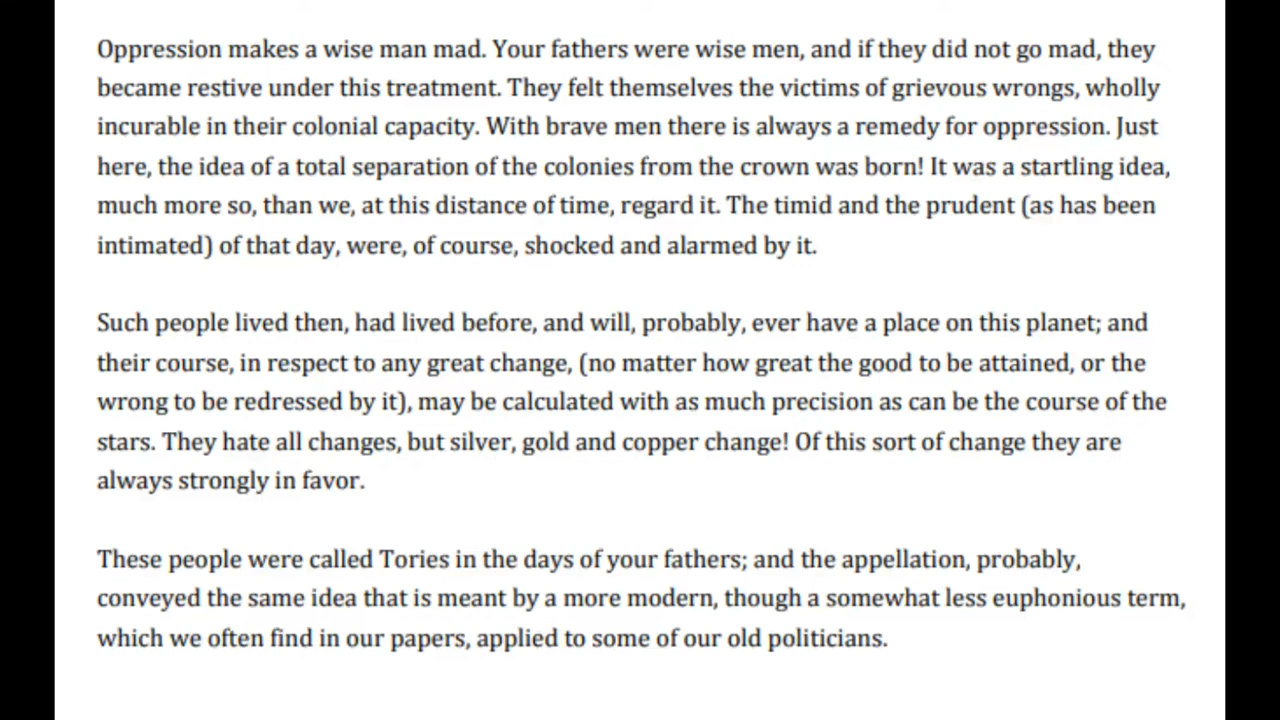 Oppression makes a wise man mad. Your fathers were wise men, and if they did not go mad, they
became restive under this treatment. They felt themselves the victims of grievous wrongs, wholly
incurable in their colonial capacity. With brave men there is always a remedy for oppression. Just
here, the idea of a total separation of the colonies from the crown was born! It was a startling idea,
much more so, than we, at this distance of time, regard it. The timid and the prudent (as has been
intimated) of that day, were, of course, shocked and alarmed by it.
Such people lived then, had lived before, and will, probably, ever have a place on this planet; and
their course, in respect to any great change, (no matter how great the good to be attained, or the
wrong to be redressed by it), may be calculated with as much precision as can be the course of the
stars. They hate all changes, but silver, gold and copper change! Of this sort of change they are
always strongly in favor.
These people were called Tories in the days of your fathers; and the appellation, probably,
conveyed the same idea that is meant by a more modern, though a somewhat less euphonious term,
which we often find in our papers, applied to some of our old politicians.